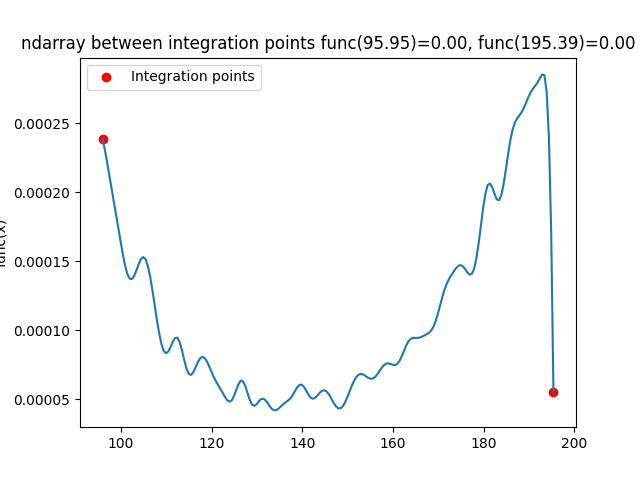 ndarray between integration points func(95.95)=0.00, func(195.39)=0.00
Integration points
0.00025
0.00020
0.00015
0.00010
0.00005
func(x)
100 120 140 160 180 200